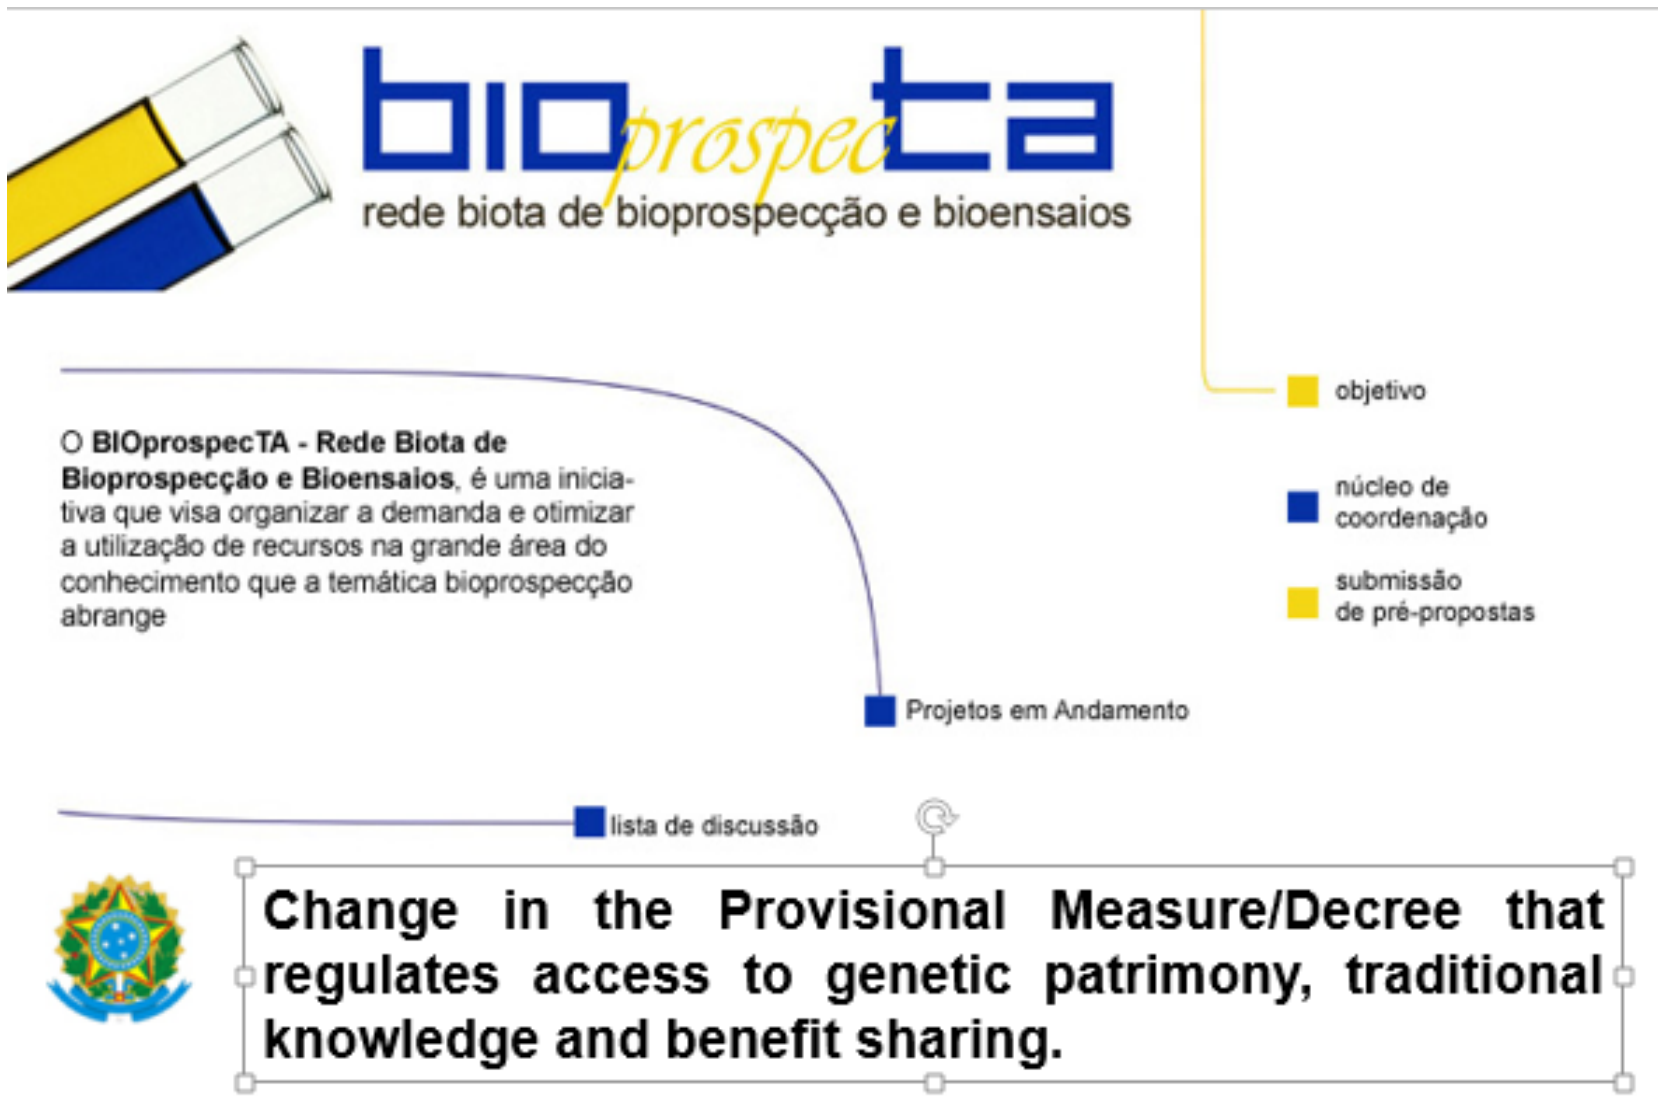 BIOprospecTA
rede biota de bioprospecção e bioensaios
O BIOprospecTA - Rede Biota de
Bioprospecção e Bioensaios, é uma inicia-
tiva que visa organizar a demanda e otimizar
a utilização de recursos na grande área do
conhecimento que a temática bioprospecção
abrange
objetivo
núcleo de
coordenação
submissão
de pré-propostas
Projetos em Andamento
lista de discussão
Change in the Provisional Measure/Decree that
regulates access to genetic patrimony, traditional
knowledge and benefit sharing.